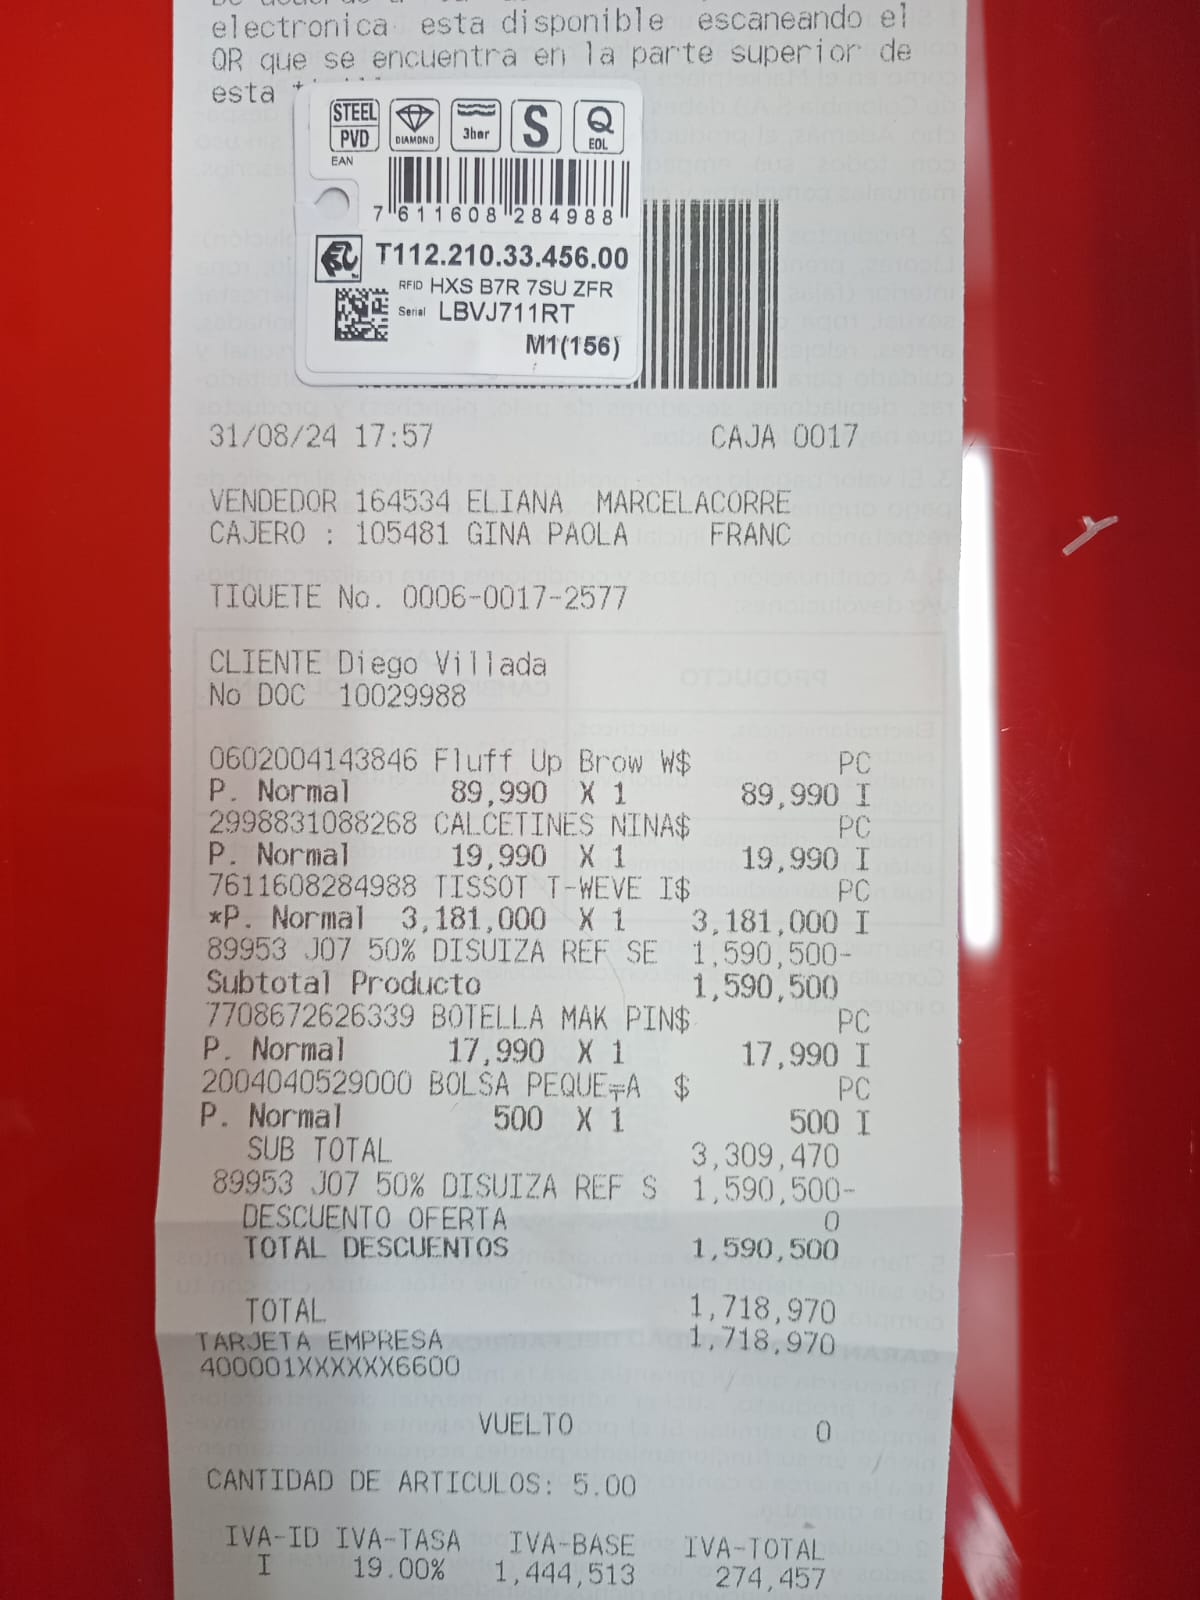 electronica esta disponible escaneando el
QR que se encuentra en la parte superior de
esta
STEEL
PVD
DIAMOND
3bar
S
Q
EOL
EAN
7 611608 284988
T112.210.33.456.00
RFID HXS B7R 7SU ZFR
Serial LBVJ711RT
M1(156)
31/08/24 17:57 CAJA 0017
VENDEDOR 164534 ELIANA MARCELACORRE
CAJERO : 105481 GINA PAOLA FRANC
TIQUETE No. 0006-0017-2577
CLIENTE Diego Villada
No DOC 10029988
0602004143846 Fluff Up Brow W$ PC
P. Normal 89,990 X 1 89,990 I
2998831088268 CALCETINES NINA$ PC
P. Normal 19,990 X 1 19,990 I
7611608284988 TISSOT T-WEVE I$ PC
*P. Normal 3,181,000 X 1 3,181,000 I
89953 J07 50% DISUIZA REF SE 1,590,500-
Subtotal Producto 1,590,500
7708672626339 BOTELLA MAK PIN$ PC
P. Normal 17,990 X 1 17,990 I
2004040529000 BOLSA PEQUE╤A $ PC
P. Normal 500 X 1 500 I
SUB TOTAL 3,309,470
89953 J07 50% DISUIZA REF S 1,590,500-
DESCUENTO OFERTA 0
TOTAL DESCUENTOS 1,590,500
TOTAL 1,718,970
TARJETA EMPRESA 1,718,970
400001XXXXXX6600
VUELTO 0
CANTIDAD DE ARTICULOS: 5.00
IVA-ID IVA-TASA IVA-BASE IVA-TOTAL
I 19.00% 1,444,513 274,457